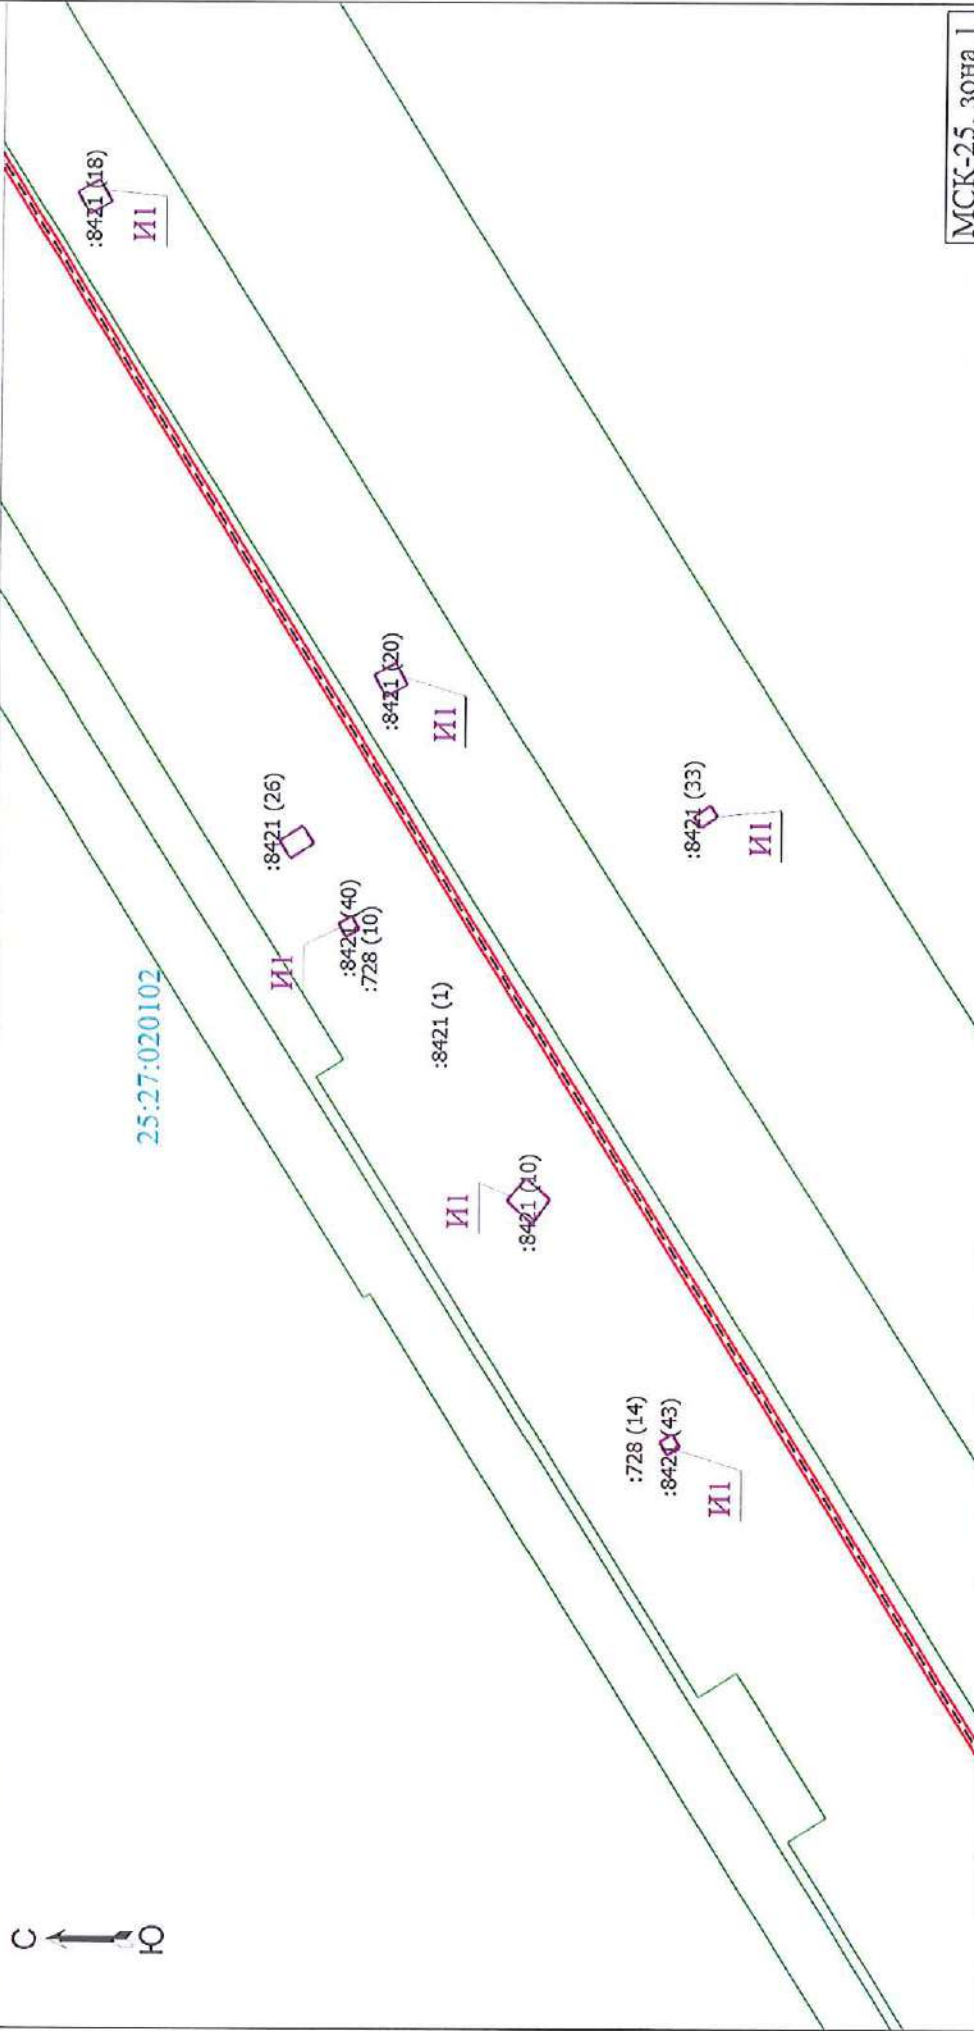 С
:8421 (18)
Ю
25:27:020102
И1
:8421 (26)
И1
:8421 (40)
:728 (10)
:8421 (20)
:8421 (1)
И1
И1
:8421 (10)
:728 (14)
:8421 (43)
:8421 (33)
И1
И1
МСК-25, зона 1